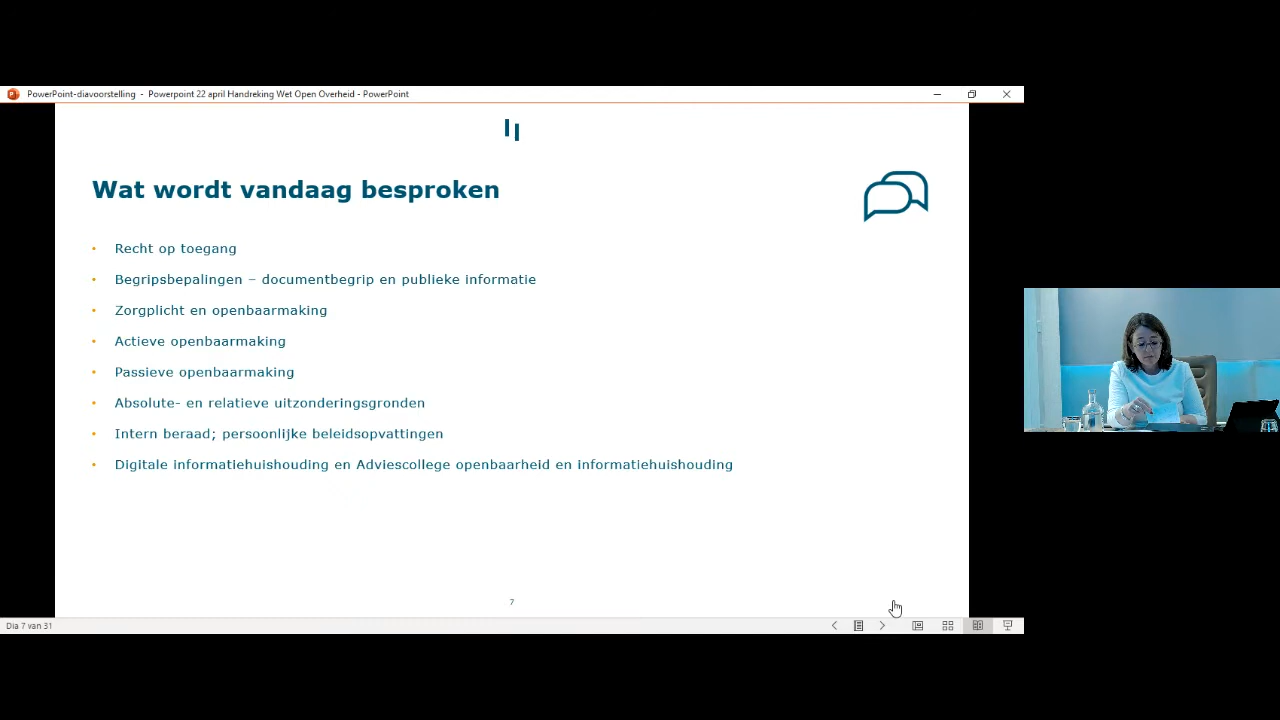 PowerPoint-diavoorstelling - Powerpoint 22 april Handreking Wet Open Overheid - PowerPoint
Wat wordt vandaag besproken
• Recht op toegang
• Begripsbepalingen – documentbegrip en publieke informatie
• Zorgplicht en openbaarmaking
• Actieve openbaarmaking
• Passieve openbaarmaking
• Absolute- en relatieve uitzonderingsgronden
• Intern beraad; persoonlijke beleidsopvattingen
• Digitale informatiehuishouding en Adviescollege openbaarheid en informatiehuishouding
7
Dia 7 van 31